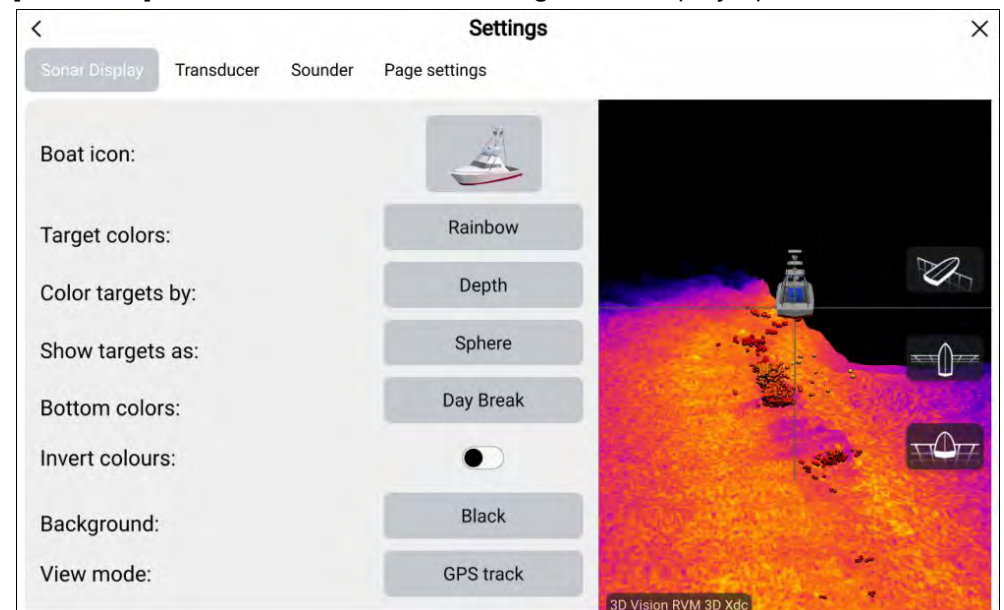 Settings
Sonar Display Transducer Sounder Page settings
Boat icon:
Target colors: Rainbow
Color targets by: Depth
Show targets as: Sphere
Bottom colors: Day Break
Invert colours:
Background: Black
View mode: GPS track
3D Vision RVM 3D Xdc